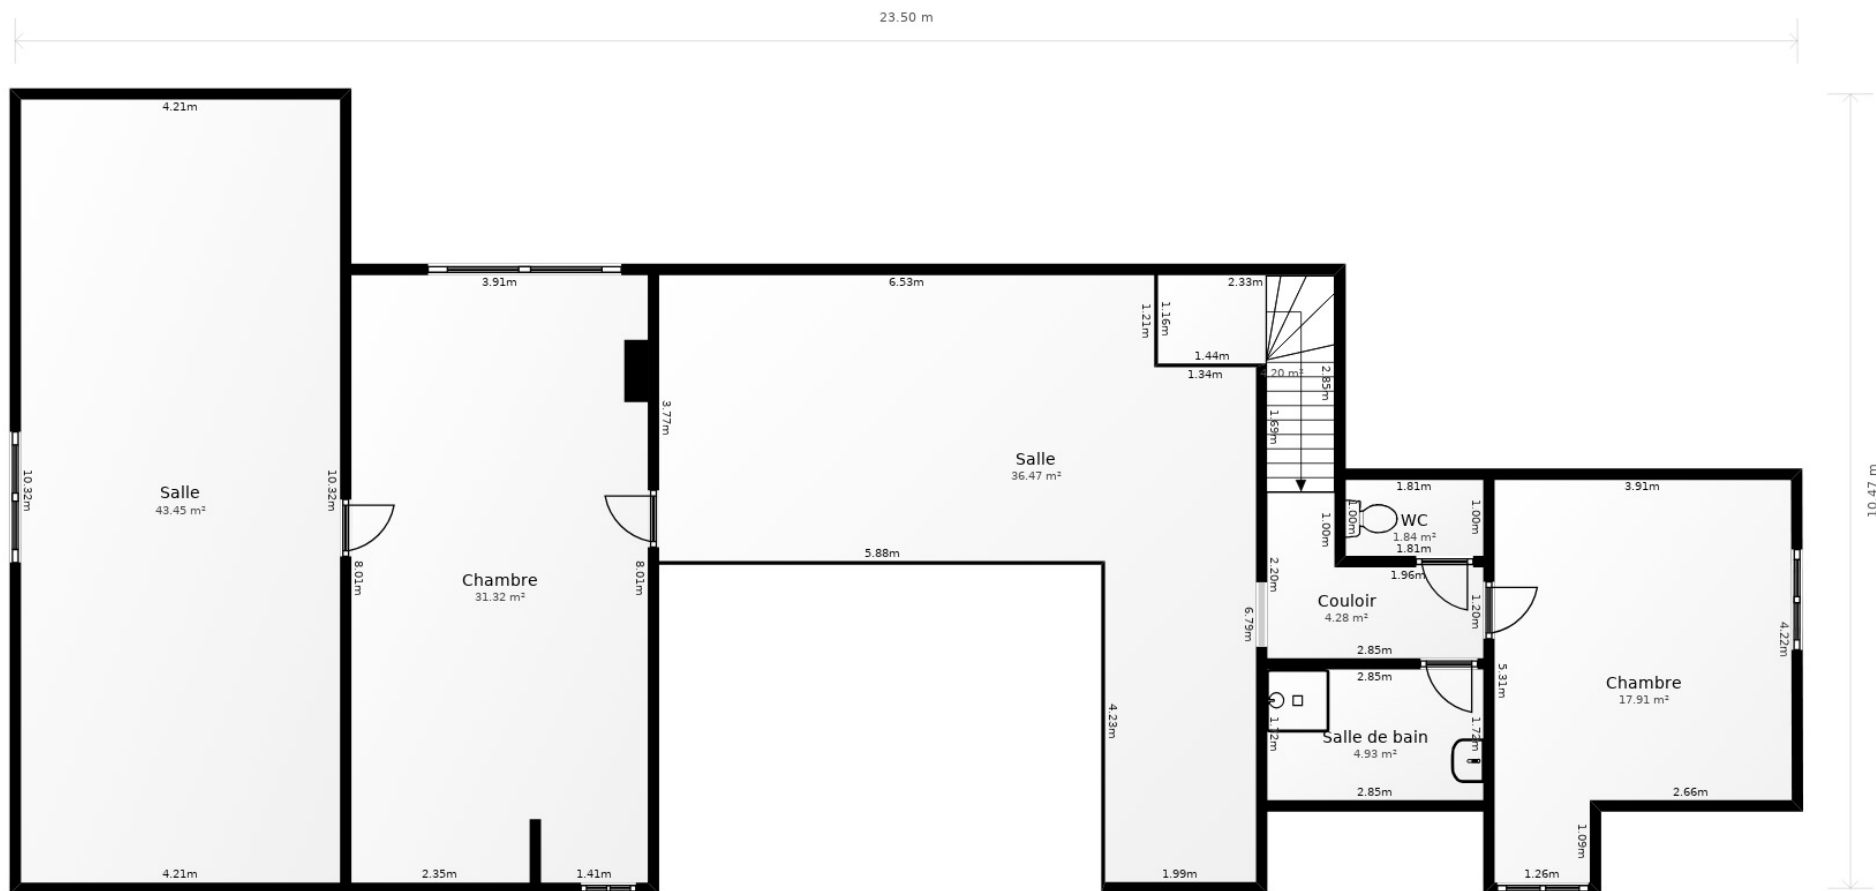 23.50 m
4.21m
3.91m
6.53m
2.33m
1.21m
1.16m
1.44m
1.34m
4.20 m²
2.85m
1.69m
3.77m
10.32m
10.32m
Salle
43.45 m²
Salle
36.47 m²
1.81m
3.91m
10.47 m
1.00m
1.00m
1.00m
WC
1.84 m²
1.81m
5.88m
1.96m
8.01m
8.01m
Chambre
31.32 m²
2.20m
6.79m
Couloir
4.28 m²
1.20m
4.22m
2.85m
2.85m
5.31m
Chambre
17.91 m²
4.23m
1.72m
1.72m
Salle de bain
4.93 m²
2.85m
2.66m
1.09m
4.21m
2.35m
1.41m
1.99m
1.26m